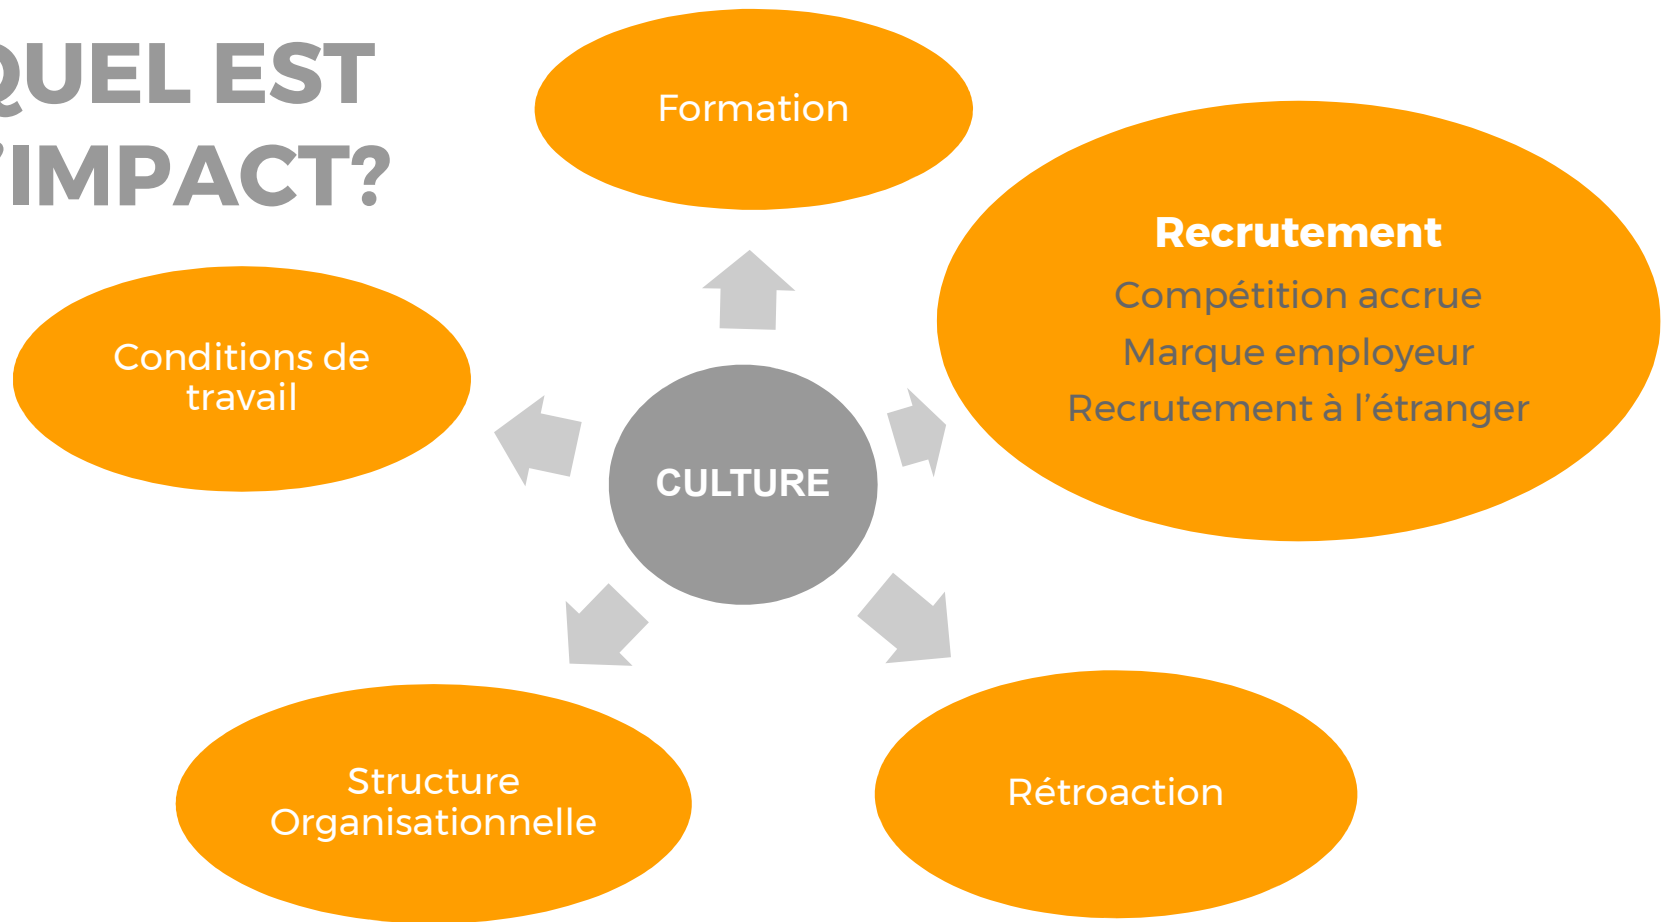 QUEL EST
’IMPACT?
Formation
Recrutement
Compétition accrue
Marque employeur
Recrutement à l’étranger
Conditions de
travail
CULTURE
Structure
Organisationnelle
Rétroaction